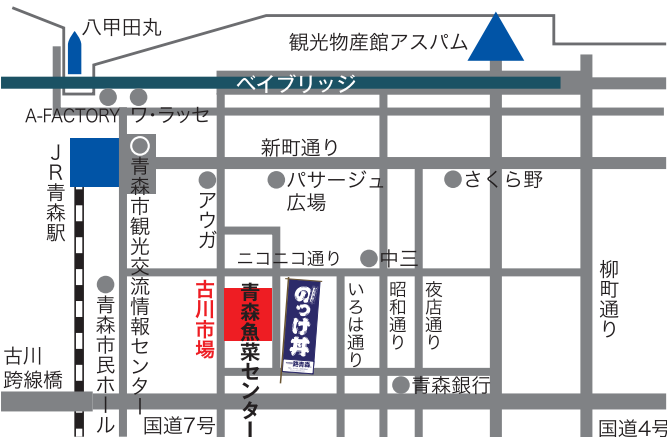 八甲田丸
観光物産館アスパム
ベイブリッジ
A-FACTORY
ワ・ラッセ
新町通り
JR青森駅
青森市観光交流情報センター
アウガ
パサージュ
広場
さくら野
ニコニコ通り
中三
柳町通り
古川市場
青森魚菜センター
のっけ丼
いろは通り
昭和通り
夜店通り
青森市民ホール
古川
跨線橋
青森銀行
国道7号
国道4号